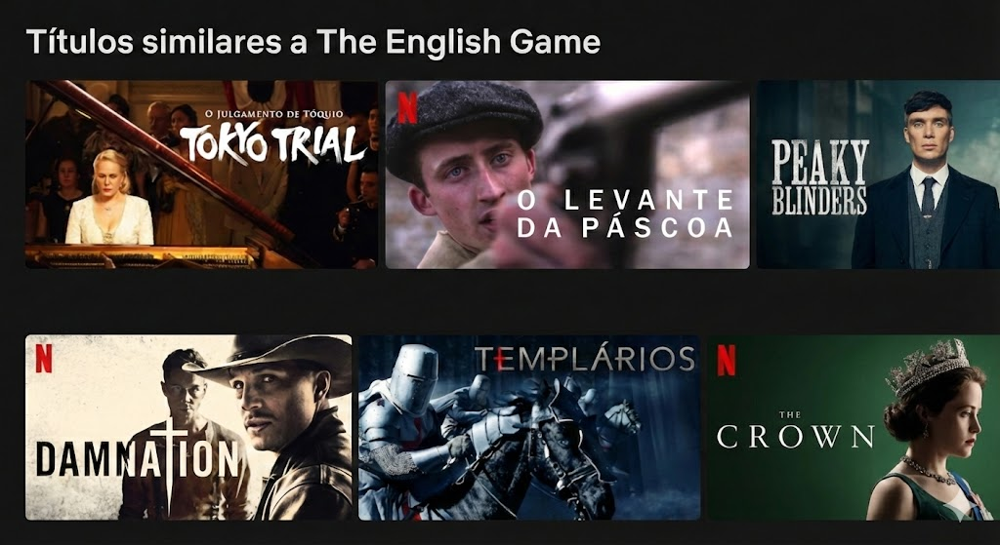 Títulos similares a The English Game
O JULGAMENTO DE TÓQUIO
TOKYO TRIAL
N
O LEVANTE
DA PÁSCOA
PEAKY
BLINDERS
N
DAMNATION
TEMPLÁRIOS
N
THE
CROWN